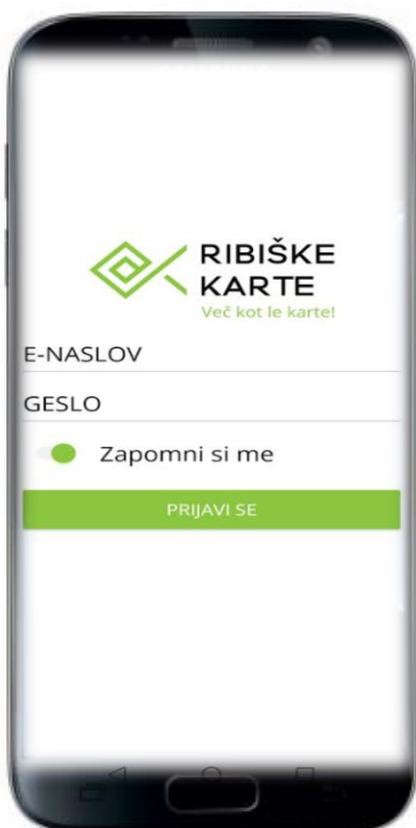 RIBIŠKE
KARTE
Več kot le karte!
E-NASLOV
GESLO
Zapomni si me
PRIJAVI SE